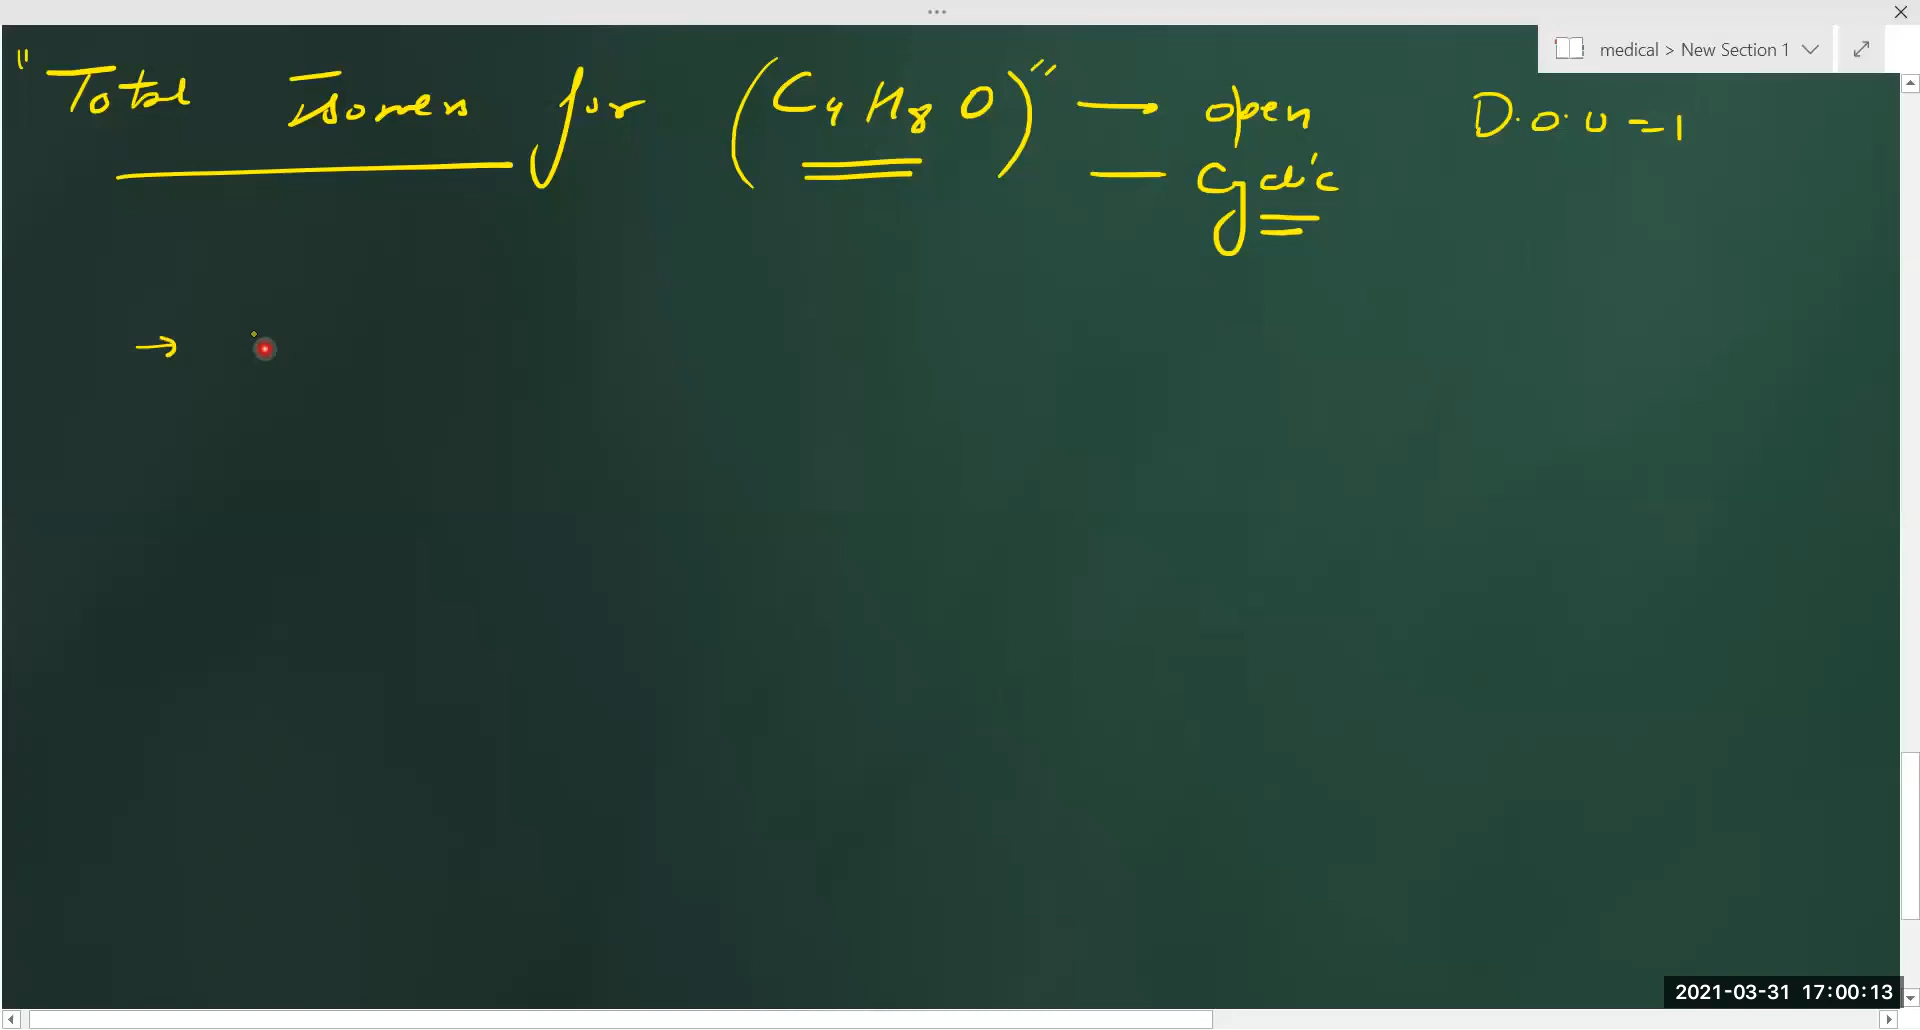 medical > New Section 1
"Total Isomers for (C₄H₈O)" → open D.O.U = 1
— Cyclic
→
2021-03-31 17:00:13